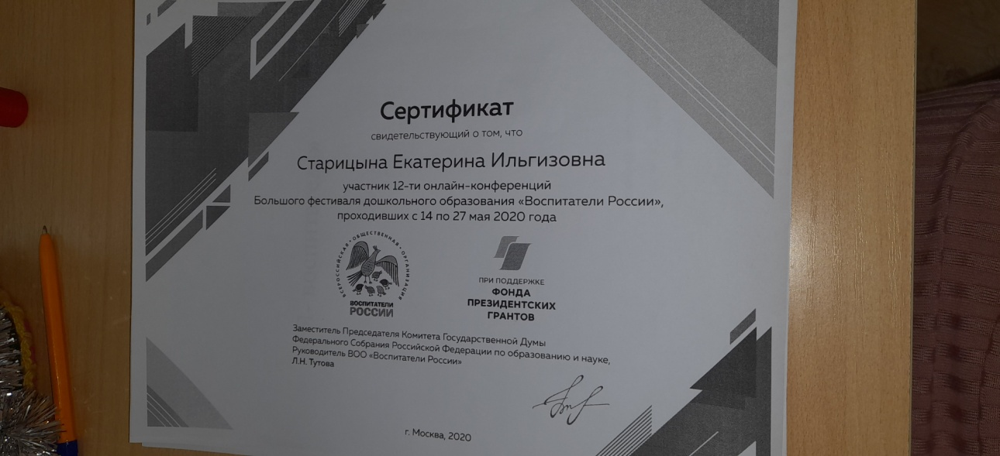 Сертификат
свидетельствующий о том, что
Старицына Екатерина Ильгизовна
участник 12-ти онлайн-конференций
Большого фестиваля дошкольного образования «Воспитатели России»,
проходивших с 14 по 27 мая 2020 года
ВСЕРОССИЙСКАЯ • ОБЩЕСТВЕННАЯ • ОРГАНИЗАЦИЯ
ВОСПИТАТЕЛИ
РОССИИ
ПРИ ПОДДЕРЖКЕ
ФОНДА
ПРЕЗИДЕНТСКИХ
ГРАНТОВ
Заместитель Председателя Комитета Государственной Думы
Федерального Собрания Российской Федерации по образованию и науке,
Руководитель ВОО «Воспитатели России»
Л.Н. Тутова
г. Москва, 2020